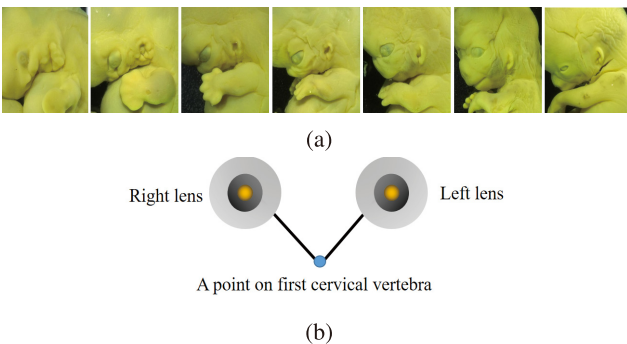 (a)
Right lens
Left lens
A point on first cervical vertebra
(b)